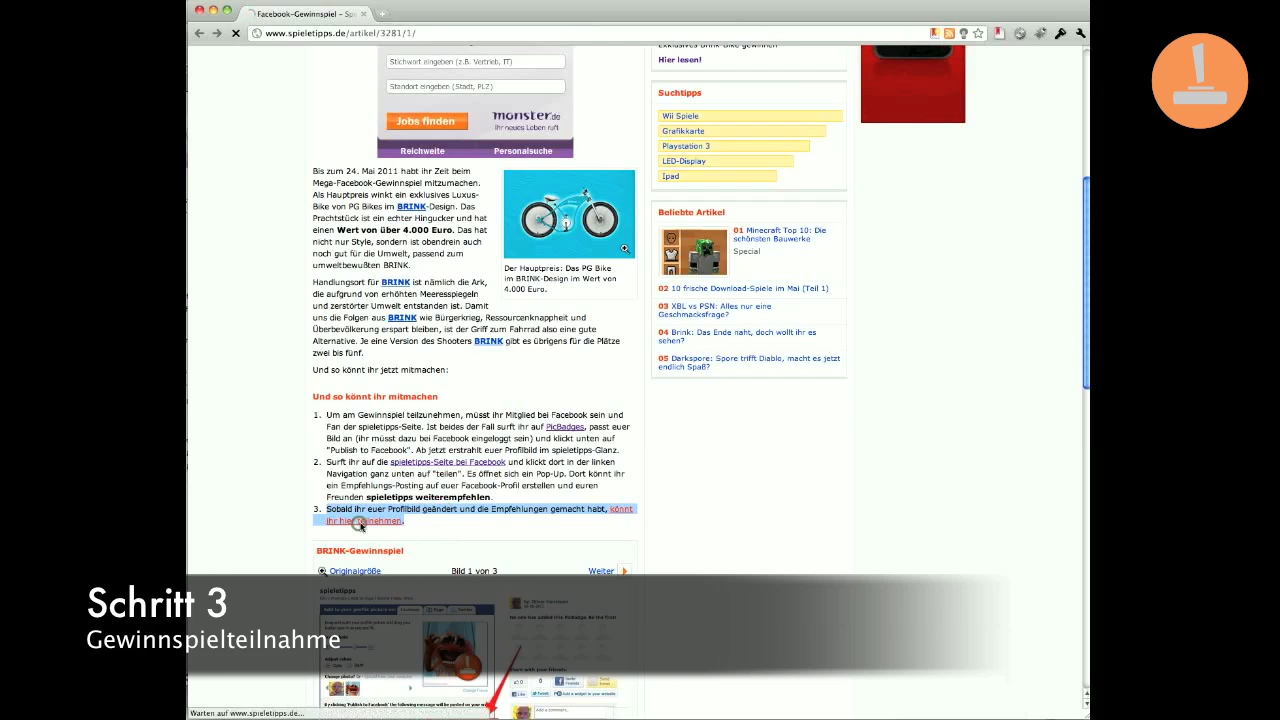 Facebook-Gewinnspiel – Spi
www.spieletipps.de/artikel/3281/1/
Stichwort eingeben (z.B. Vertrieb, IT)
Standort eingeben (Stadt, PLZ)
Jobs finden
monster.de
Ihr neues Leben ruft
Reichweite
Personalsuche
Bis zum 24. Mai 2011 habt ihr Zeit beim
Mega-Facebook-Gewinnspiel mitzumachen.
Als Hauptpreis winkt ein exklusives Luxus-
Bike von PG Bikes im BRINK-Design. Das
Prachtstück ist ein echter Hingucker und hat
einen Wert von über 4.000 Euro. Das hat
nicht nur Style, sondern ist obendrein auch
noch gut für die Umwelt, passend zum
umweltbewußten BRINK.
Der Hauptpreis: Das PG Bike
im BRINK-Design im Wert von
4.000 Euro.
Handlungsort für BRINK ist nämlich die Ark,
die aufgrund von erhöhten Meeresspiegeln
und zerstörter Umwelt entstanden ist. Damit
uns die Folgen aus BRINK wie Bürgerkrieg, Ressourcenknappheit und
Überbevölkerung erspart bleiben, ist der Griff zum Fahrrad also eine gute
Alternative. Je eine Version des Shooters BRINK gibt es übrigens für die Plätze
zwei bis fünf.
Und so könnt ihr jetzt mitmachen:
Und so könnt ihr mitmachen
1. Um am Gewinnspiel teilzunehmen, müsst ihr Mitglied bei Facebook sein und
Fan der spieletipps-Seite. Ist beides der Fall surft ihr auf PicBadges, passt euer
Bild an (ihr müsst dazu bei Facebook eingeloggt sein) und klickt unten auf
"Publish to Facebook". Ab jetzt erstrahlt euer Profilbild im spieletipps-Glanz.
2. Surft ihr auf die spieletipps-Seite bei Facebook und klickt dort in der linken
Navigation ganz unten auf "teilen". Es öffnet sich ein Pop-Up. Dort könnt ihr
ein Empfehlungs-Posting auf euer Facebook-Profil erstellen und euren
Freunden spieletipps weiterempfehlen.
3. Sobald ihr euer Profilbild geändert und die Empfehlungen gemacht habt, könnt
ihr hier teilnehmen.
BRINK-Gewinnspiel
Originalgröße
Bild 1 von 3
Weiter
exklusives Brink-Bike gewinnen
Hier lesen!
Suchtipps
Wii Spiele
Grafikkarte
Playstation 3
LED-Display
Ipad
Beliebte Artikel
01 Minecraft Top 10: Die
schönsten Bauwerke
Special
02 10 frische Download-Spiele im Mai (Teil 1)
03 XBL vs PSN: Alles nur eine
Geschmacksfrage?
04 Brink: Das Ende naht, doch wollt ihr es
sehen?
05 Darkspore: Spore trifft Diablo, macht es jetzt
endlich Spaß?
Schritt 3
Gewinnspielteilnahme
spieletipps
Share with your friends:
Warten auf www.spieletipps.de...